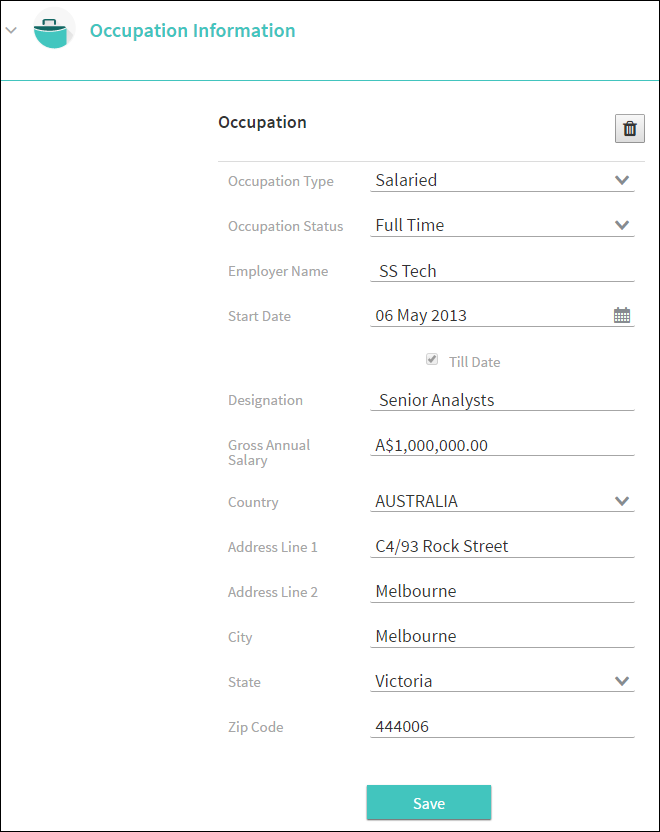 Occupation Information
Occupation
Occupation Type Salaried
Occupation Status Full Time
Employer Name SS Tech
Start Date 06 May 2013
Till Date
Designation Senior Analysts
Gross Annual
Salary
A$1,000,000.00
Country AUSTRALIA
Address Line 1 C4/93 Rock Street
Address Line 2 Melbourne
City Melbourne
State Victoria
Zip Code 444006
Save